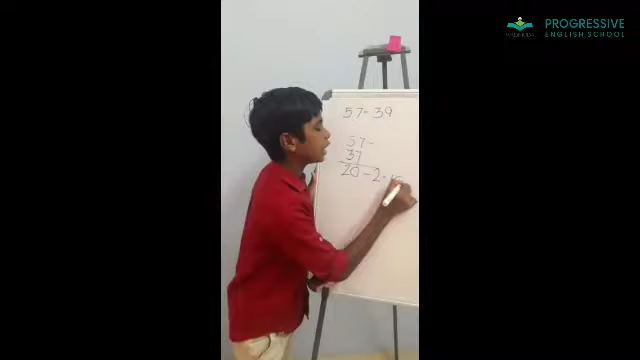 PROGRESSIVE
ENGLISH SCHOOL
57 - 39
57 -
37
20 - 2 =